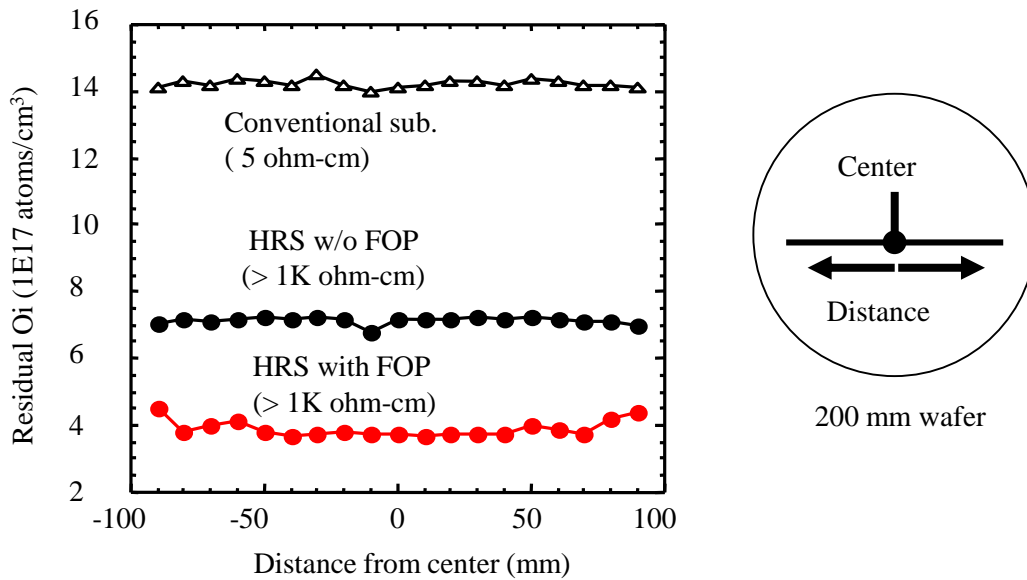 16
14
12
10
8
6
4
2
-100
-50
0
50
100
Residual Oi (1E17 atoms/cm³)
Distance from center (mm)
Conventional sub.
( 5 ohm-cm)
HRS w/o FOP
(> 1K ohm-cm)
HRS with FOP
(> 1K ohm-cm)
Center
Distance
200 mm wafer